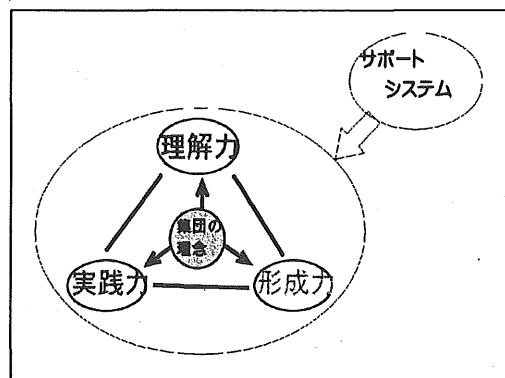 サポート
システム
理解力
集団の
理念
実践力
形成力